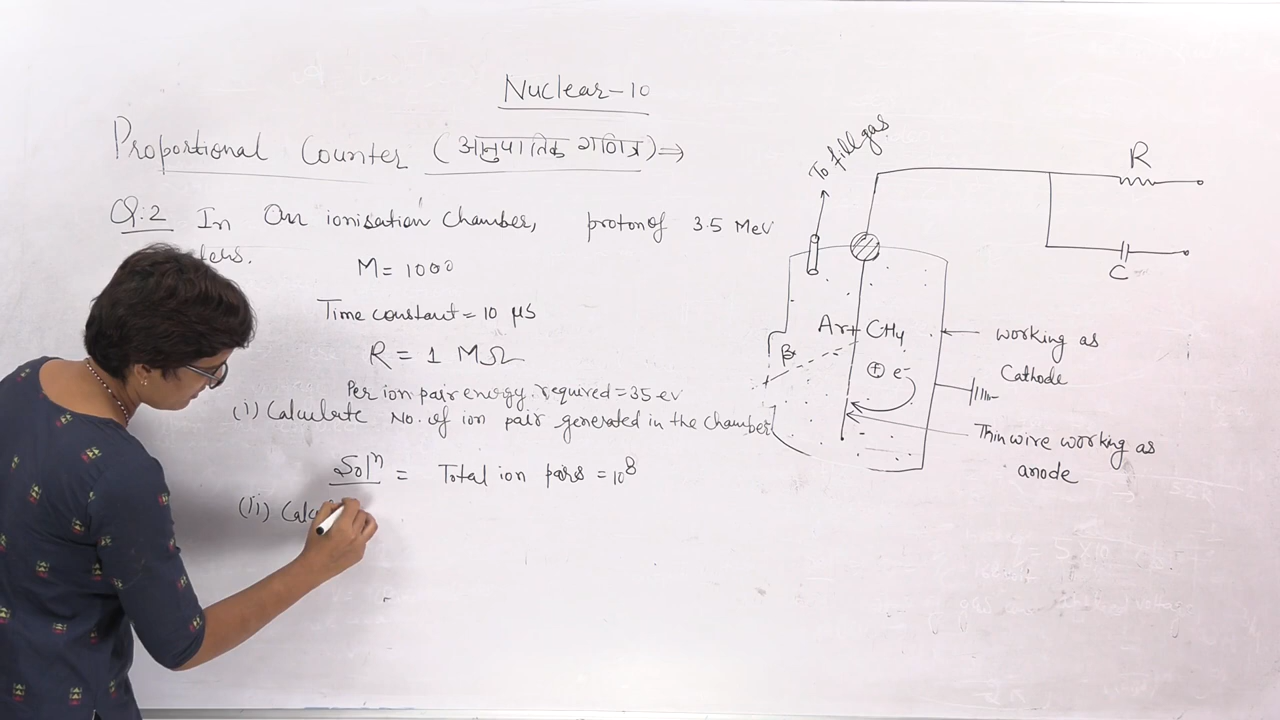 Nuclear-10
Proportional Counter (आनुपातिक गणित्र) ⇒
Q:2 In an ionisation chamber, proton of 3.5 MeV
M = 1000
Time constant = 10 μs
R = 1 MΩ
Per ion pair energy required = 35 ev
(i) Calculate No. of ion pair generated in the chamber
Solⁿ = Total ion pairs = 10⁸
(ii) Calc
To fill gas
R
C
Ar + CH4
β
⊕ e⁻
working as
Cathode
Thin wire working as
anode